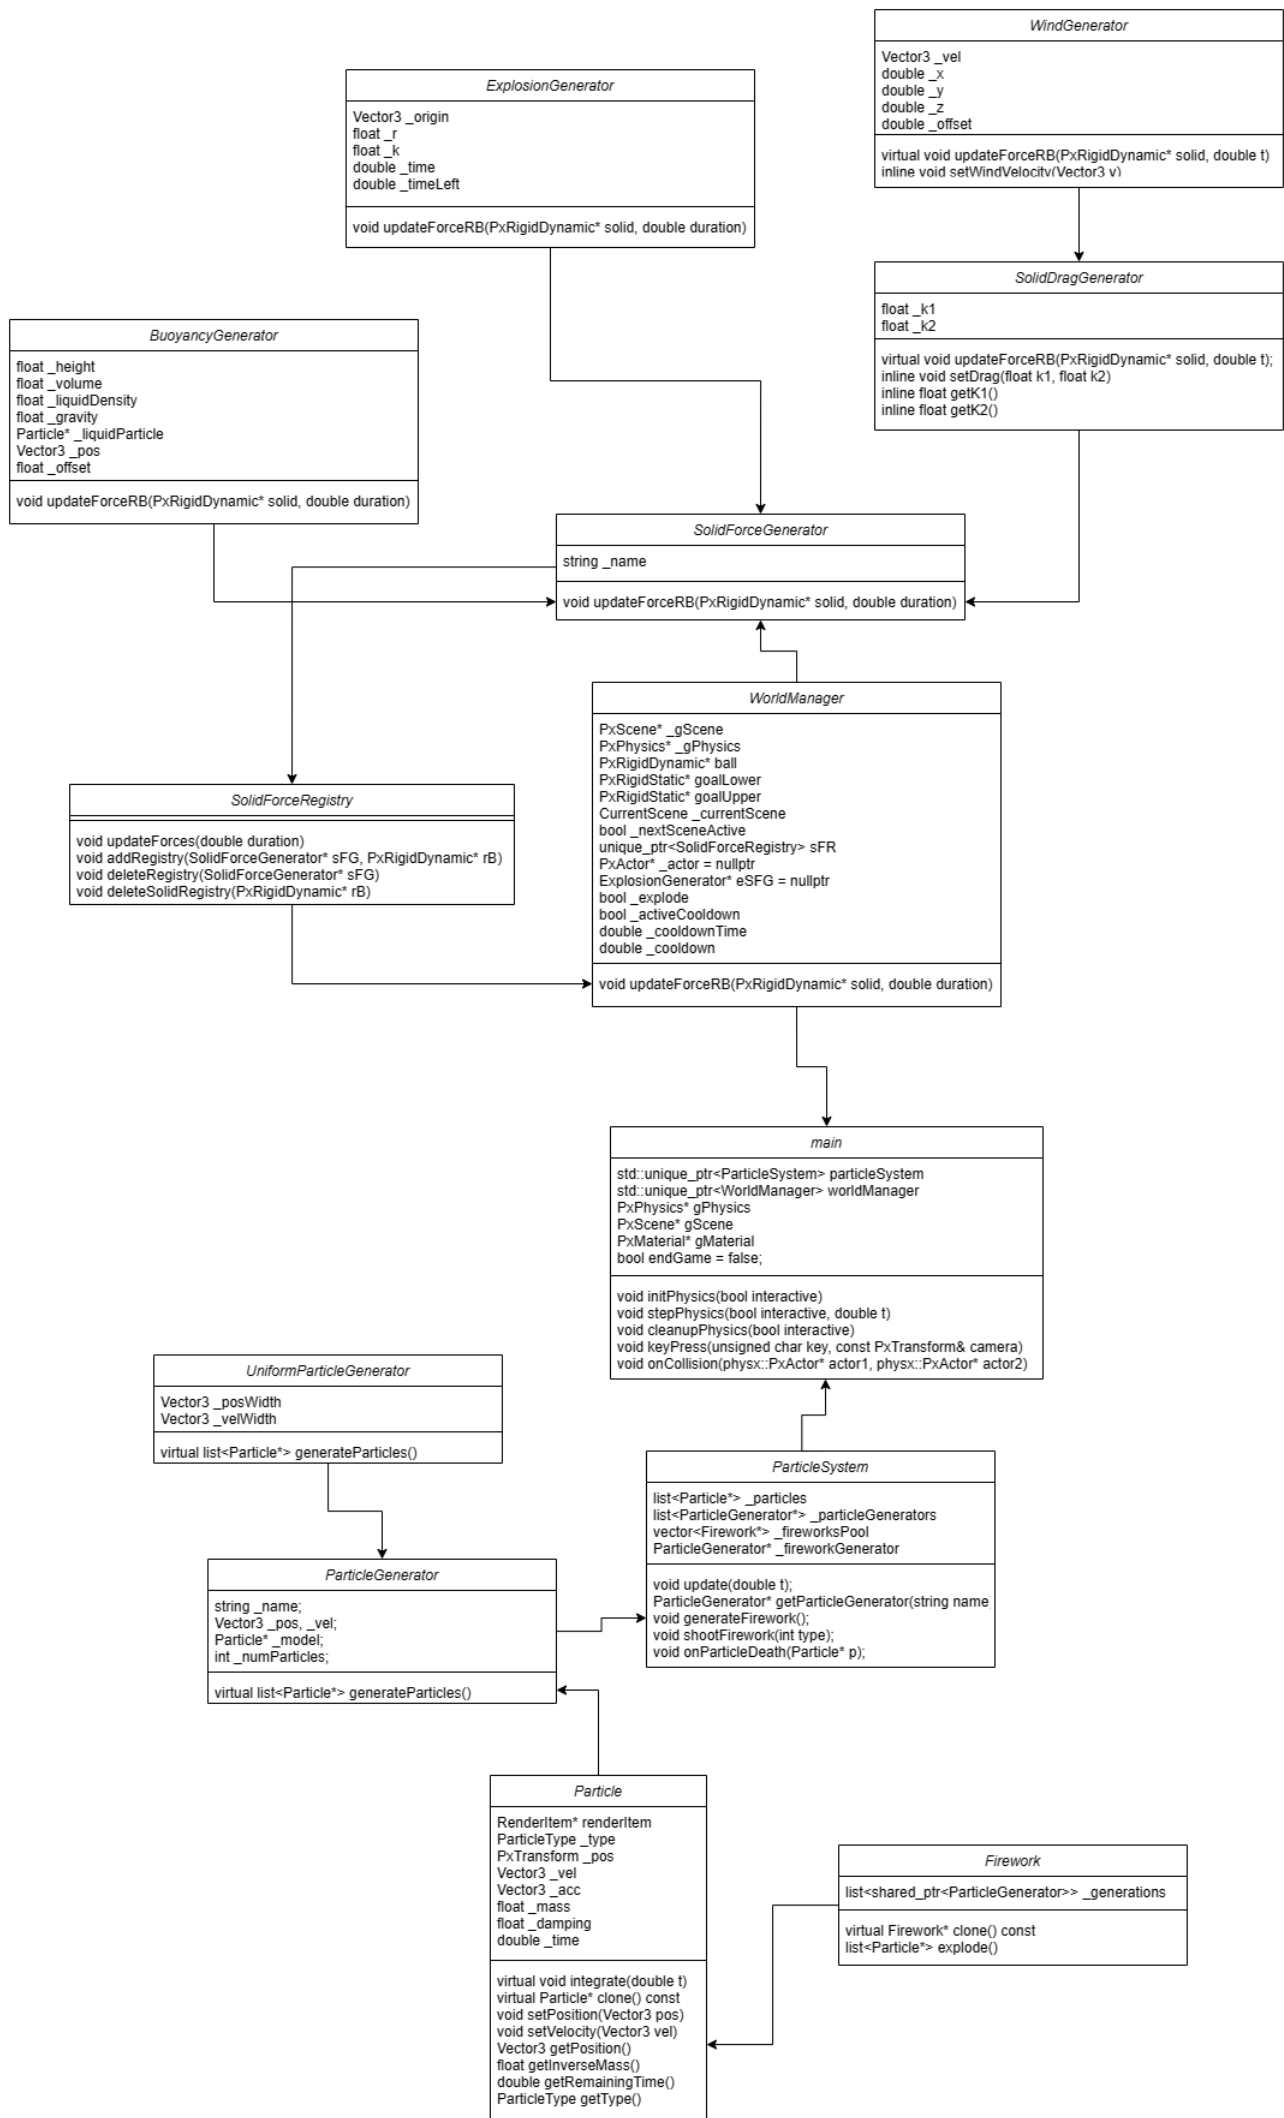 WindGenerator
Vector3 _vel
double _x
double _y
double _z
double _offset
virtual void updateForceRB(PxRigidDynamic* solid, double t)
inline void setWindVelocity(Vector3 v)
ExplosionGenerator
Vector3 _origin
float _r
float _k
double _time
double _timeLeft
void updateForceRB(PxRigidDynamic* solid, double duration)
SolidDragGenerator
float _k1
float _k2
virtual void updateForceRB(PxRigidDynamic* solid, double t);
inline void setDrag(float k1, float k2)
inline float getK1()
inline float getK2()
BuoyancyGenerator
float _height
float _volume
float _liquidDensity
float _gravity
Particle* _liquidParticle
Vector3 _pos
float _offset
void updateForceRB(PxRigidDynamic* solid, double duration)
SolidForceGenerator
string _name
void updateForceRB(PxRigidDynamic* solid, double duration)
WorldManager
PxScene* _gScene
PxPhysics* _gPhysics
PxRigidDynamic* ball
PxRigidStatic* goalLower
PxRigidStatic* goalUpper
CurrentScene _currentScene
bool _nextSceneActive
unique_ptr<SolidForceRegistry> sFR
PxActor* _actor = nullptr
ExplosionGenerator* eSFG = nullptr
bool _explode
bool _activeCooldown
double _cooldownTime
double _cooldown
void updateForceRB(PxRigidDynamic* solid, double duration)
SolidForceRegistry
void updateForces(double duration)
void addRegistry(SolidForceGenerator* sFG, PxRigidDynamic* rB)
void deleteRegistry(SolidForceGenerator* sFG)
void deleteSolidRegistry(PxRigidDynamic* rB)
main
std::unique_ptr<ParticleSystem> particleSystem
std::unique_ptr<WorldManager> worldManager
PxPhysics* gPhysics
PxScene* gScene
PxMaterial* gMaterial
bool endGame = false;
void initPhysics(bool interactive)
void stepPhysics(bool interactive, double t)
void cleanupPhysics(bool interactive)
void keyPress(unsigned char key, const PxTransform& camera)
void onCollision(physx::PxActor* actor1, physx::PxActor* actor2)
UniformParticleGenerator
Vector3 _posWidth
Vector3 _velWidth
virtual list<Particle*> generateParticles()
ParticleSystem
list<Particle*> _particles
list<ParticleGenerator*> _particleGenerators
vector<Firework*> _fireworksPool
ParticleGenerator* _fireworkGenerator
void update(double t);
ParticleGenerator* getParticleGenerator(string name
void generateFirework();
void shootFirework(int type);
void onParticleDeath(Particle* p);
ParticleGenerator
string _name;
Vector3 _pos, _vel;
Particle* _model;
int _numParticles;
virtual list<Particle*> generateParticles()
Particle
RenderItem* renderItem
ParticleType _type
PxTransform _pos
Vector3 _vel
Vector3 _acc
float _mass
float _damping
double _time
virtual void integrate(double t)
virtual Particle* clone() const
void setPosition(Vector3 pos)
void setVelocity(Vector3 vel)
Vector3 getPosition()
float getInverseMass()
double getRemainingTime()
ParticleType getType()
Firework
list<shared_ptr<ParticleGenerator>> _generations
virtual Firework* clone() const
list<Particle*> explode()